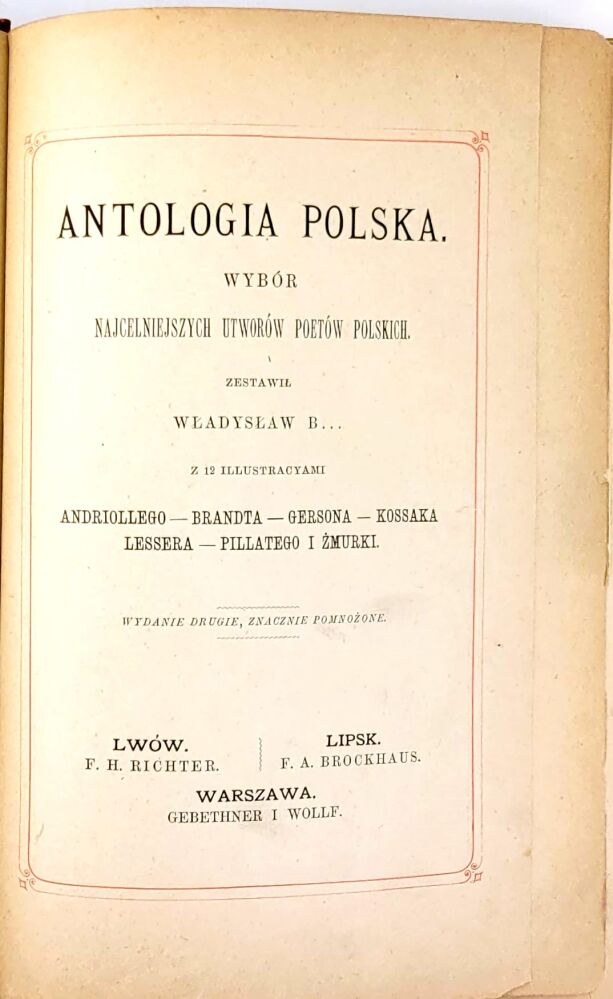 ANTOLOGIA POLSKA.
WYBÓR
NAJCELNIEJSZYCH UTWORÓW POETÓW POLSKICH.
ZESTAWIŁ
WŁADYSŁAW B...
Z 12 ILLUSTRACYAMI
ANDRIOLLEGO — BRANDTA — GERSONA — KOSSAKA
LESSERA — PILLATEGO I ŻMURKI.
WYDANIE DRUGIE, ZNACZNIE POMNOŻONE.
LWÓW.
F. H. RICHTER.
LIPSK.
F. A. BROCKHAUS.
WARSZAWA.
GEBETHNER I WOLLF.